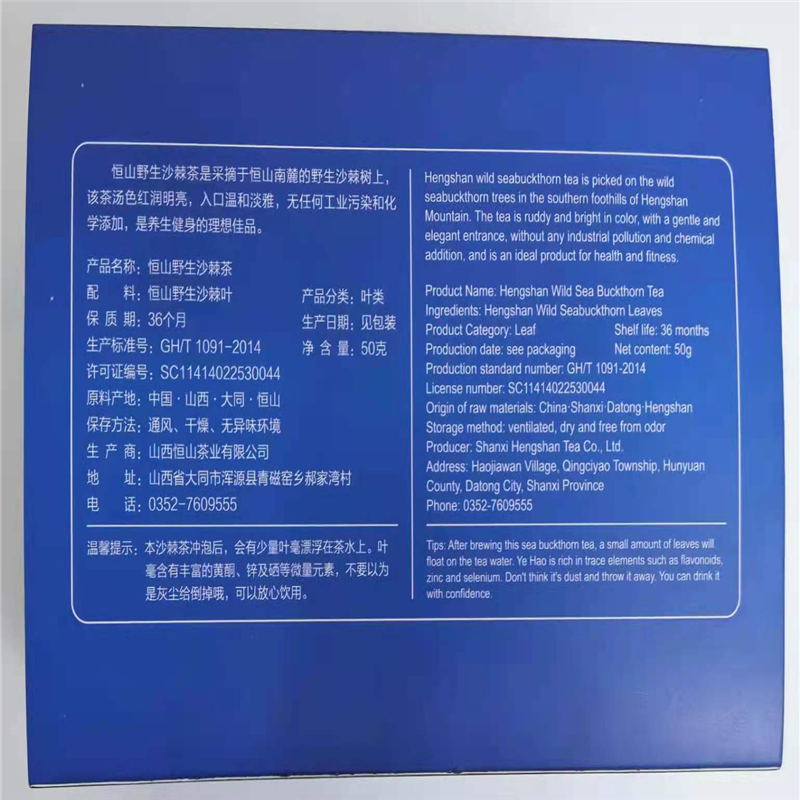 恒山野生沙棘茶是采摘于恒山南麓的野生沙棘树上，
该茶汤色红润明亮，入口温和淡雅，无任何工业污染和化
学添加，是养生健身的理想佳品。
产品名称：恒山野生沙棘茶
配 料：恒山野生沙棘叶 产品分类：叶类
保 质 期：36个月 生产日期：见包装
生产标准号：GH/T 1091-2014 净 含 量：50克
许可证编号：SC11414022530044
原料产地：中国·山西·大同·恒山
保存方法：通风、干燥、无异味环境
生 产 商：山西恒山茶业有限公司
地 址：山西省大同市浑源县青磁窑乡郝家湾村
电 话：0352-7609555
温馨提示：本沙棘茶冲泡后，会有少量叶毫漂浮在茶水上。叶
毫含有丰富的黄酮、锌及硒等微量元素，不要以为
是灰尘给倒掉哦，可以放心饮用。
Hengshan wild seabuckthorn tea is picked on the wild
seabuckthorn trees in the southern foothills of Hengshan
Mountain. The tea is ruddy and bright in color, with a gentle and
elegant entrance, without any industrial pollution and chemical
addition, and is an ideal product for health and fitness.
Product Name: Hengshan Wild Sea Buckthorn Tea
Ingredients: Hengshan Wild Seabuckthorn Leaves
Product Category: Leaf Shelf life: 36 months
Production date: see packaging Net content: 50g
Production standard number: GH/T 1091-2014
License number: SC11414022530044
Origin of raw materials: China·Shanxi·Datong·Hengshan
Storage method: ventilated, dry and free from odor
Producer: Shanxi Hengshan Tea Co., Ltd.
Address: Haojiawan Village, Qingciyao Township, Hunyuan
County, Datong City, Shanxi Province
Phone: 0352-7609555
Tips: After brewing this sea buckthorn tea, a small amount of leaves will
float on the tea water. Ye Hao is rich in trace elements such as flavonoids,
zinc and selenium. Don't think it's dust and throw it away. You can drink it
with confidence.